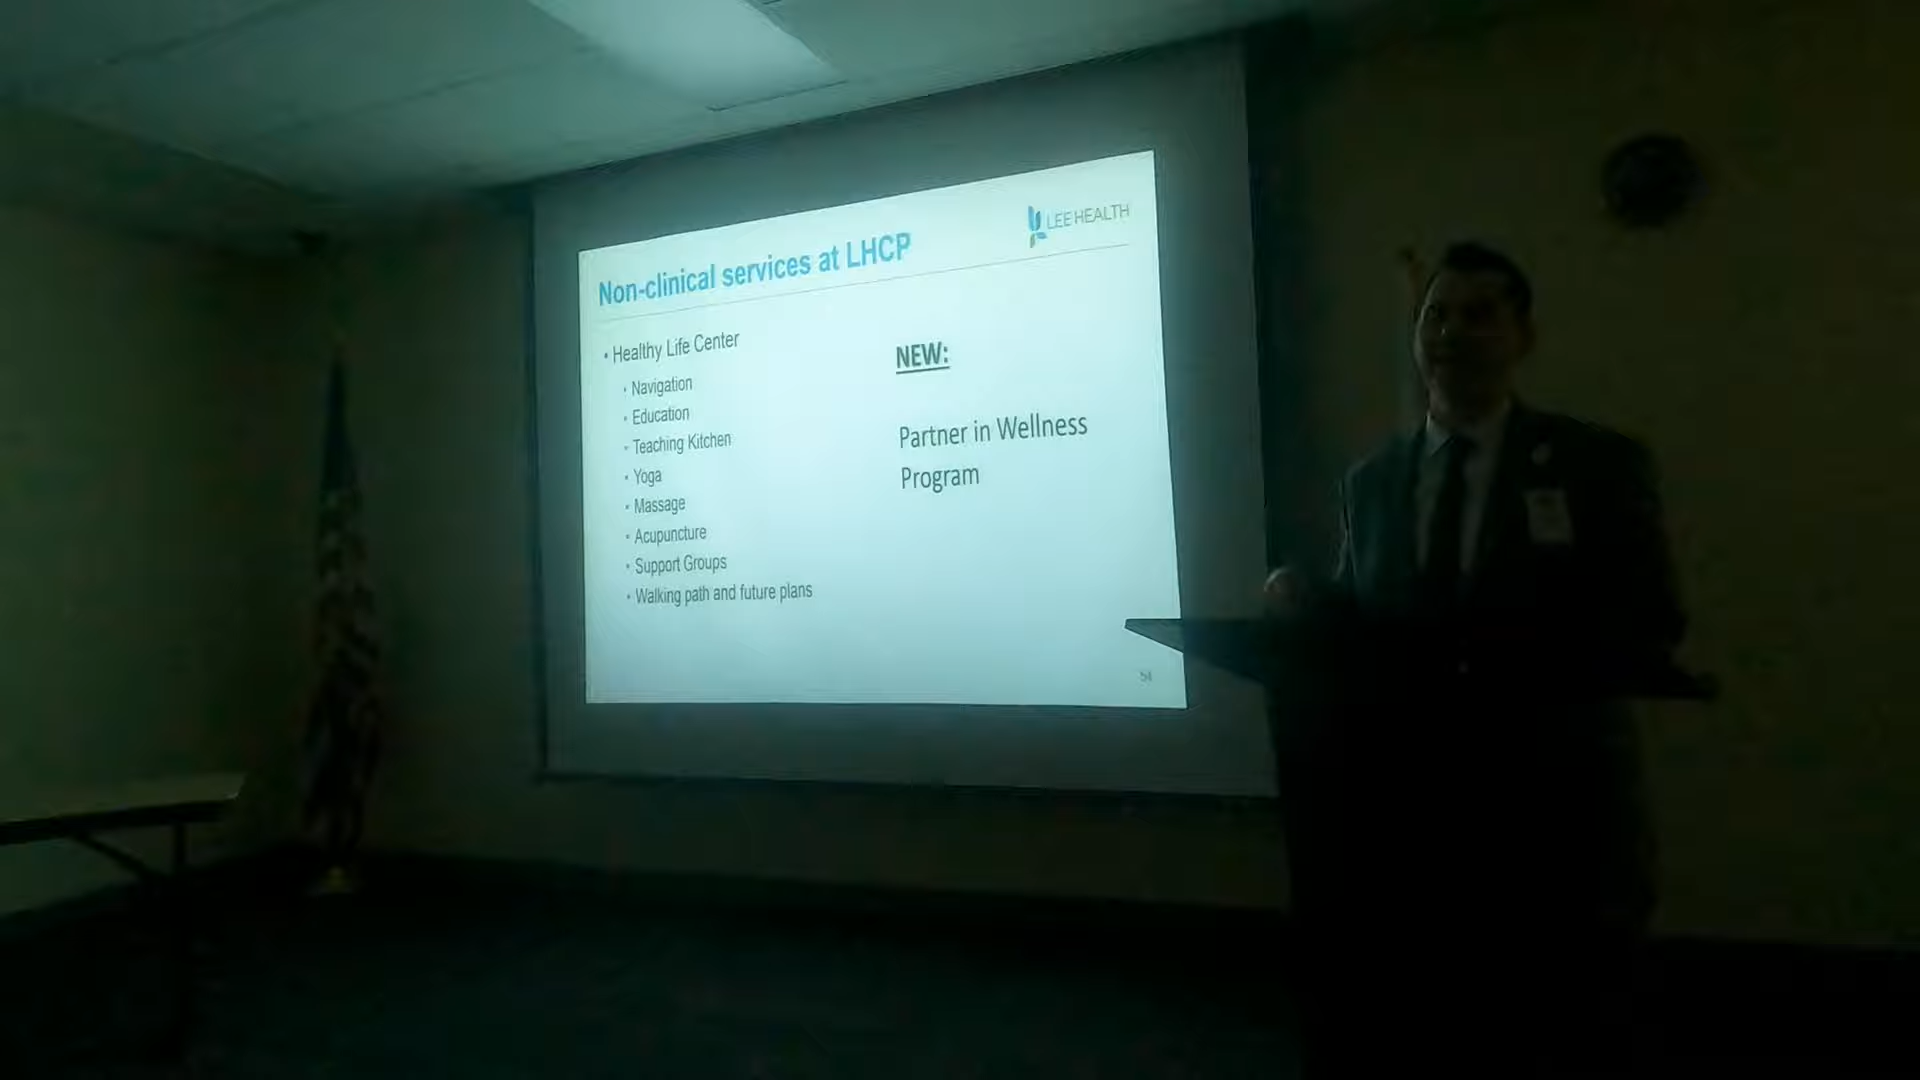 LEE HEALTH
Non-clinical services at LHCP
• Healthy Life Center
• Navigation
• Education
• Teaching Kitchen
• Yoga
• Massage
• Acupuncture
• Support Groups
• Walking path and future plans
NEW:
Partner in Wellness
Program